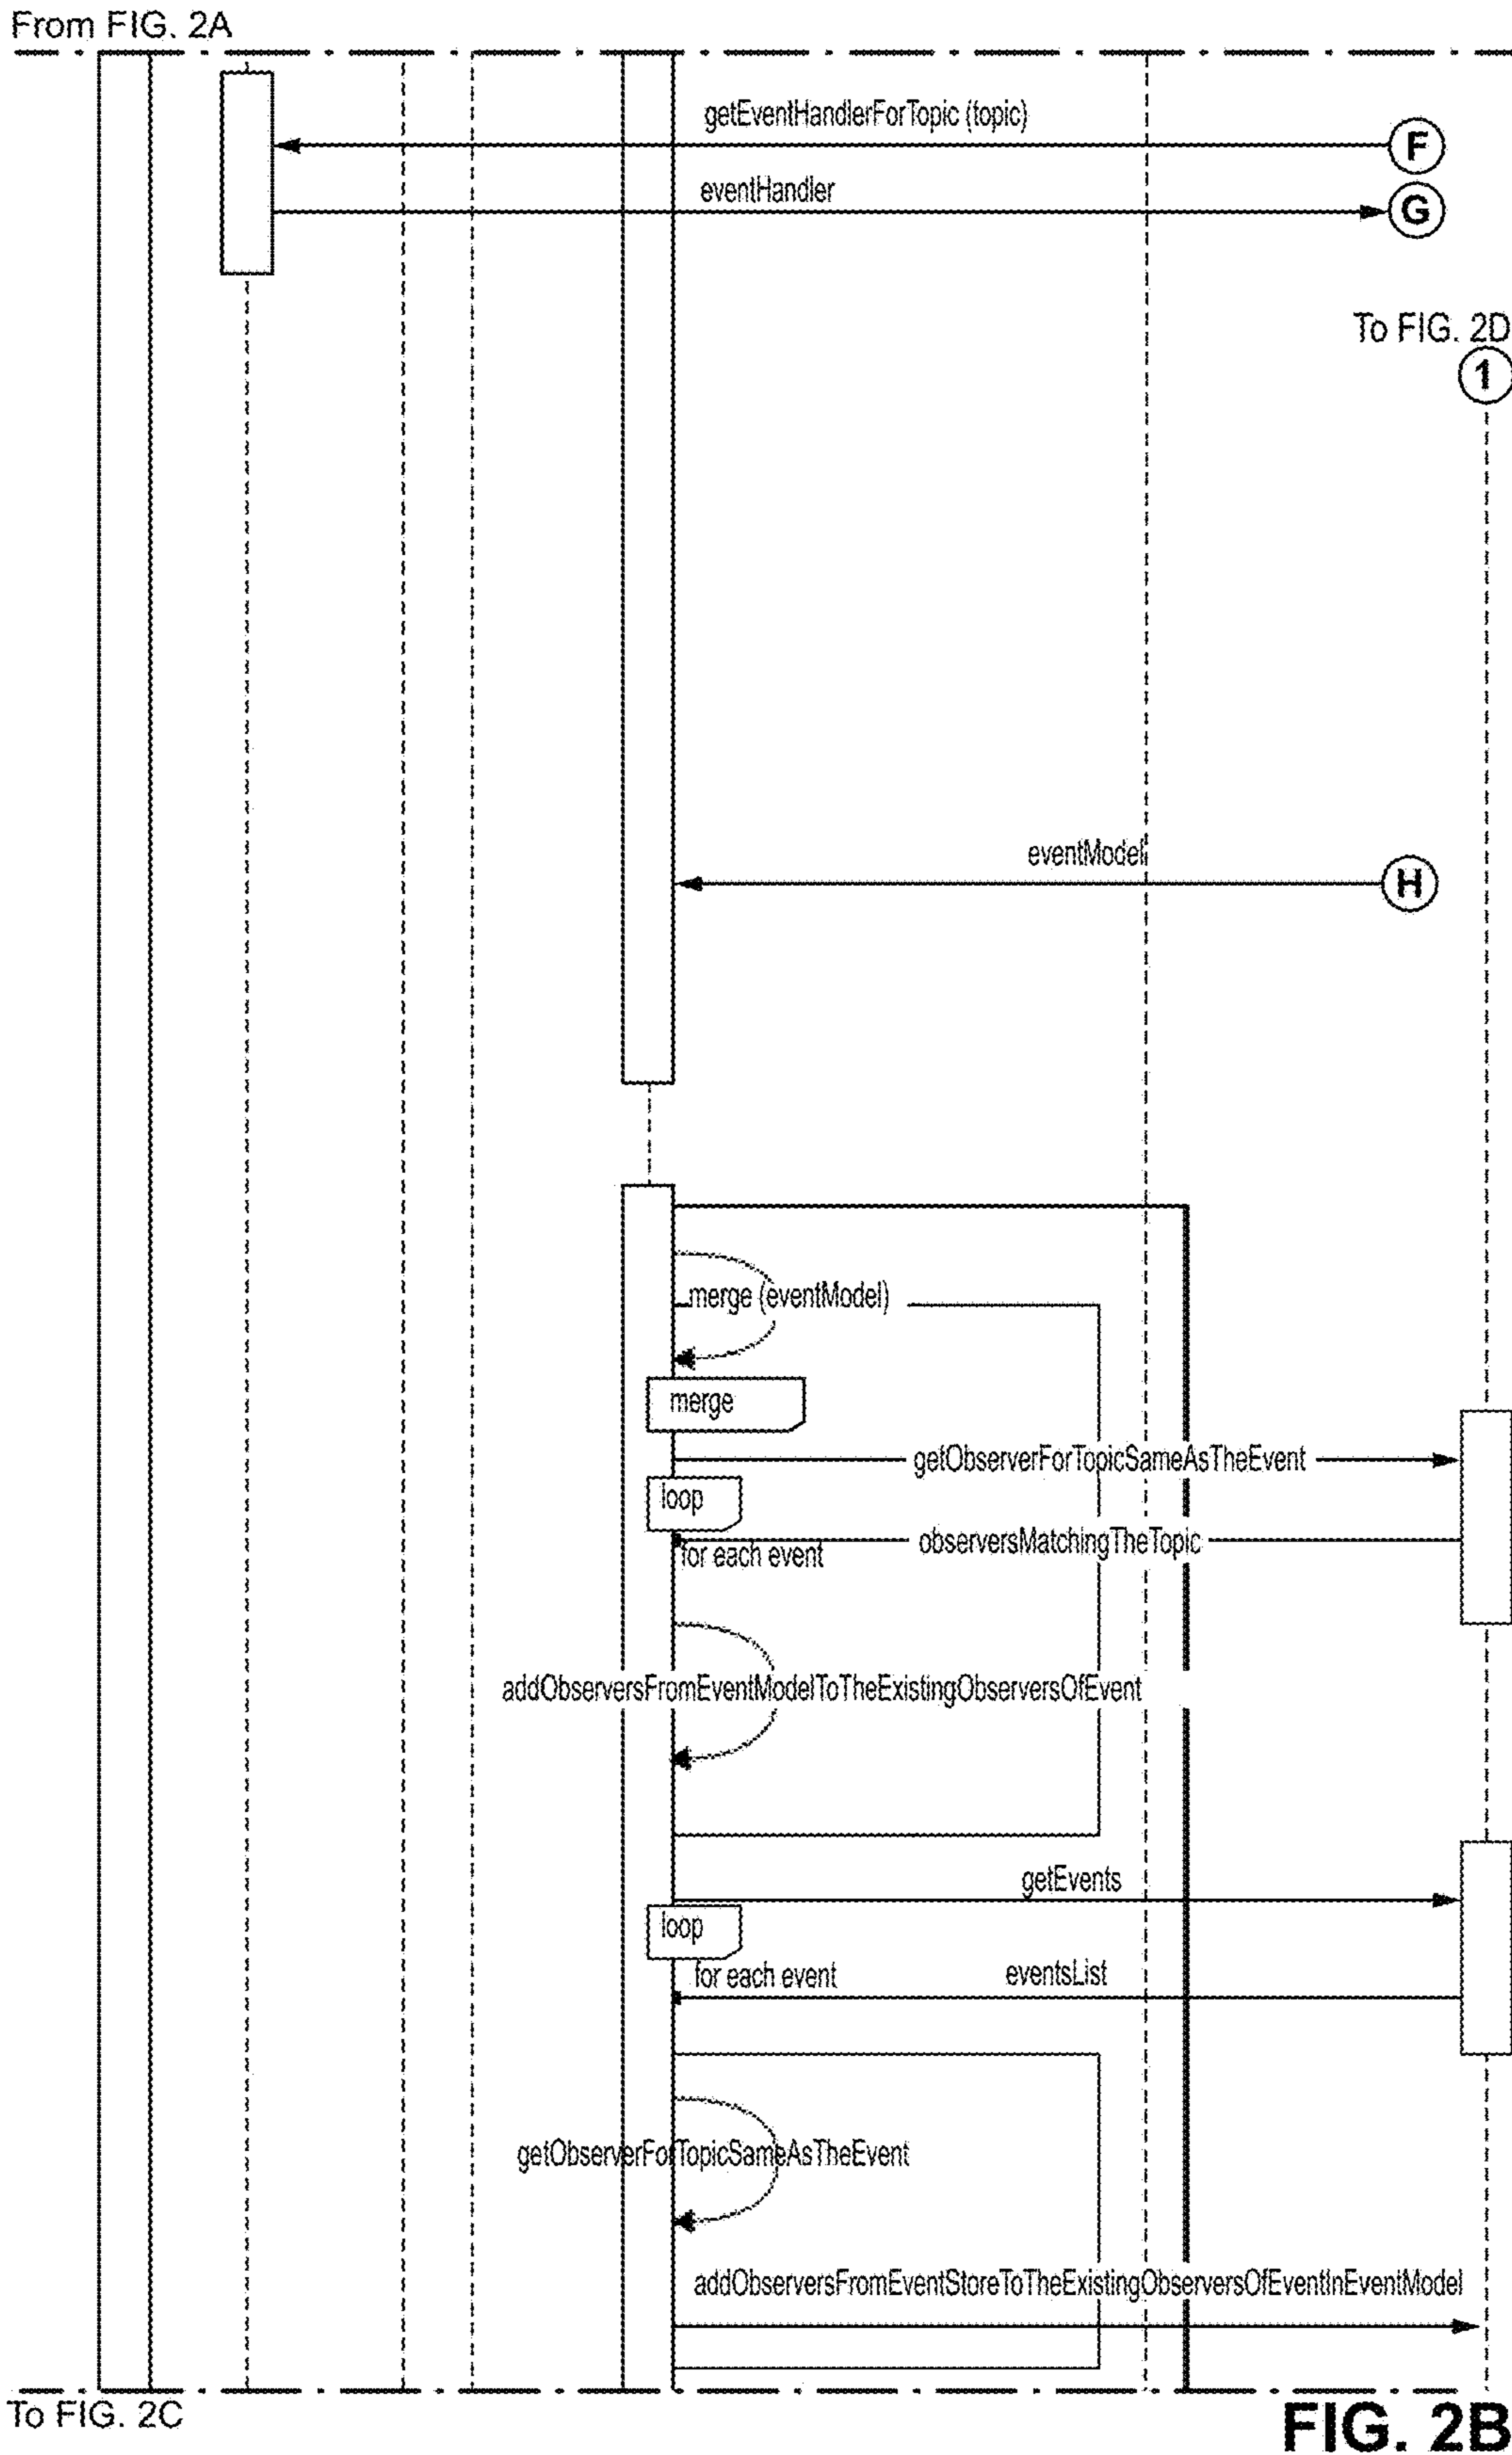 From FIG. 2A
getEventHandlerForTopic (topic)
F
eventHandler
G
To FIG. 2D
1
eventModel
H
merge (eventModel)
merge
getObserverForTopicSameAsTheEvent
loop
observersMatchingTheTopic
for each event
addObserversFromEventModelToTheExistingObserversOfEvent
getEvents
loop
for each event
eventsList
getObserverForTopicSameAsTheEvent
addObserversFromEventStoreToTheExistingObserversOfEventInEventModel
To FIG. 2C
FIG. 2B